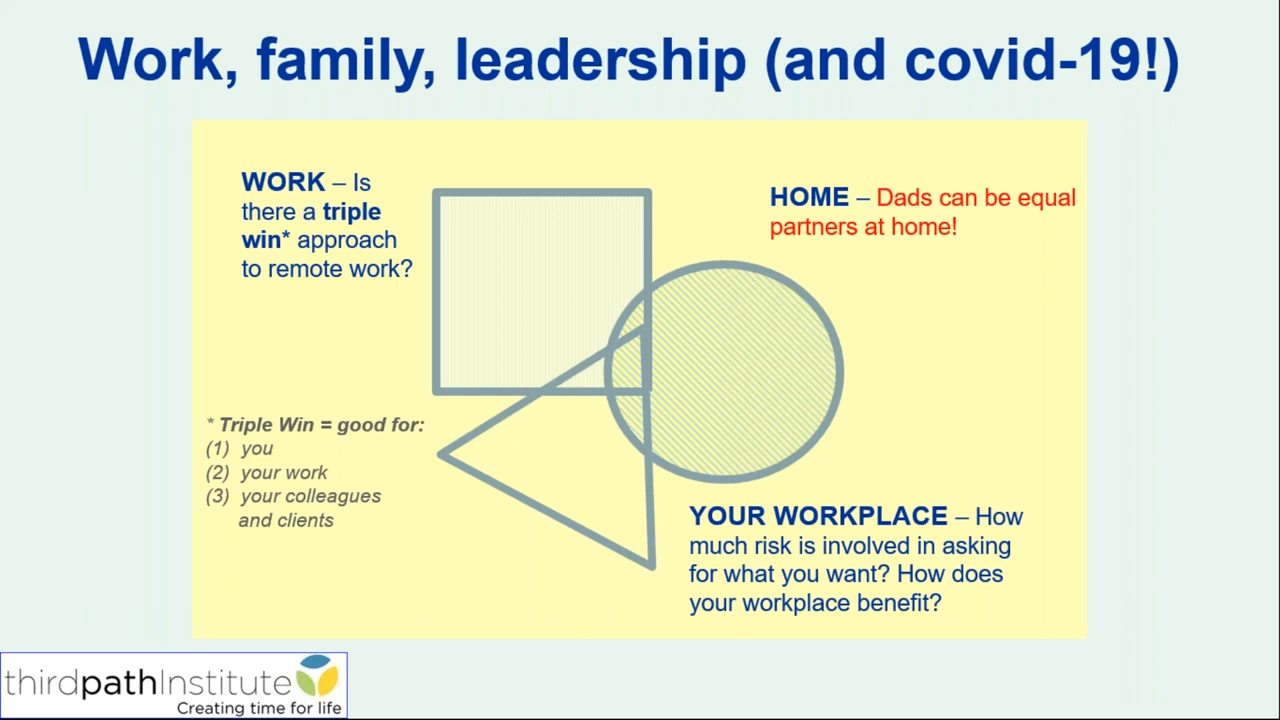 Work, family, leadership (and covid-19!)
WORK – Is
there a triple
win* approach
to remote work?
HOME – Dads can be equal
partners at home!
* Triple Win = good for:
(1) you
(2) your work
(3) your colleagues
and clients
YOUR WORKPLACE – How
much risk is involved in asking
for what you want? How does
your workplace benefit?
thirdpathInstitute
Creating time for life